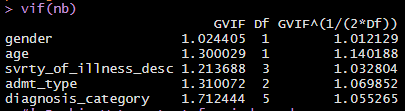 > vif(nb)
GVIF Df GVIF^(1/(2*Df))
gender 1.024405 1 1.012129
age 1.300029 1 1.140188
svrty_of_illness_desc 1.213688 3 1.032804
admt_type 1.310072 2 1.069852
diagnosis_category 1.712444 5 1.055265